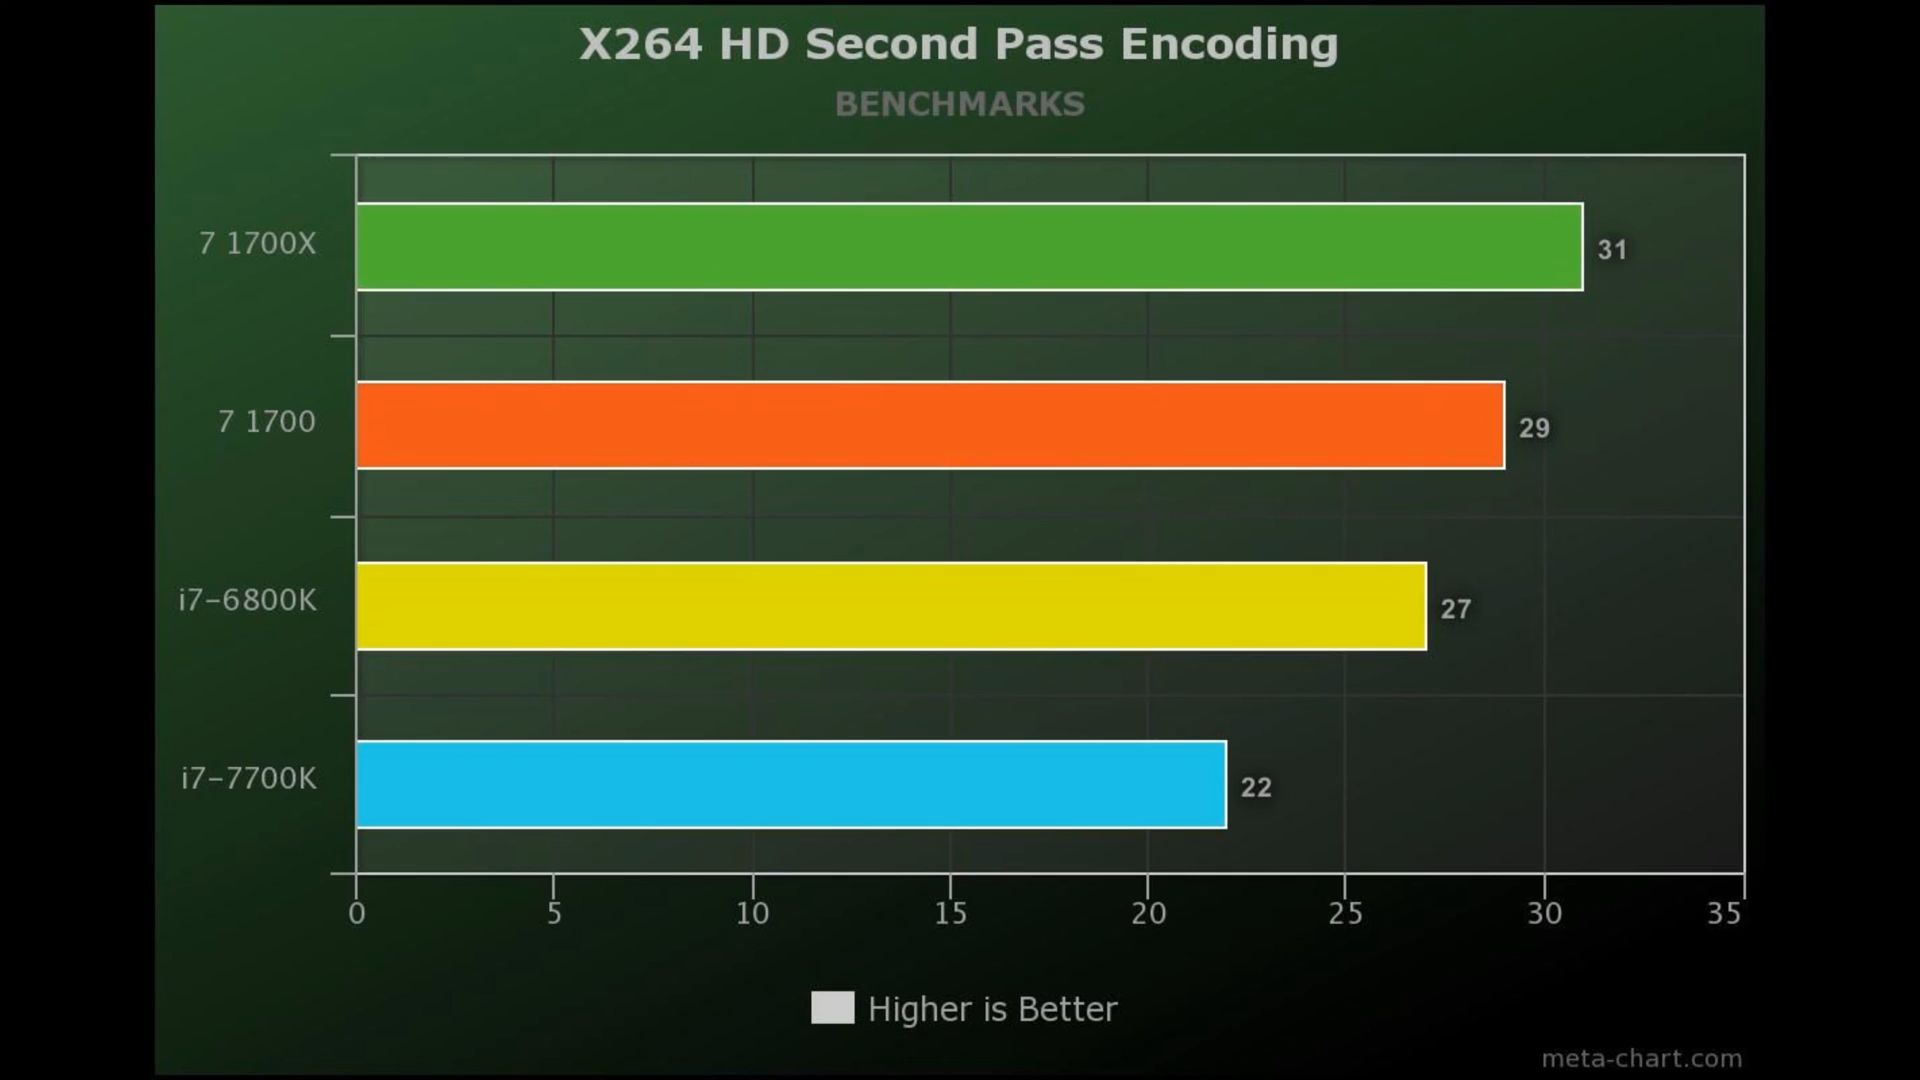 X264 HD Second Pass Encoding
BENCHMARKS
7 1700X
31
7 1700
29
i7-6800K
27
i7-7700K
22
0 5 10 15 20 25 30 35
Higher is Better
meta-chart.com